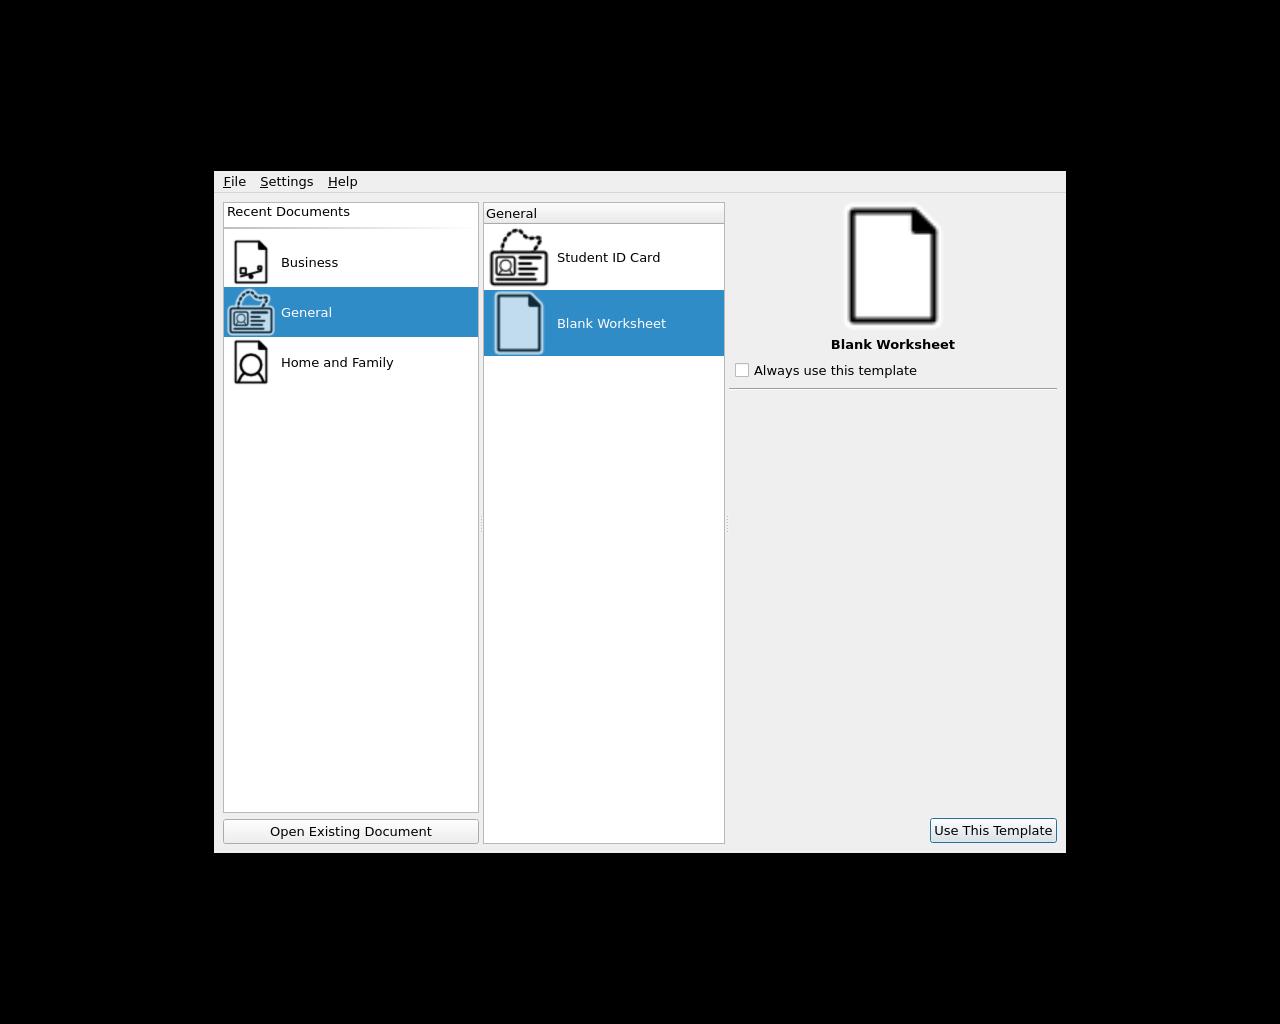 File Settings Help
Recent Documents
Business
General
Home and Family
Open Existing Document
General
Student ID Card
Blank Worksheet
Blank Worksheet
Always use this template
Use This Template